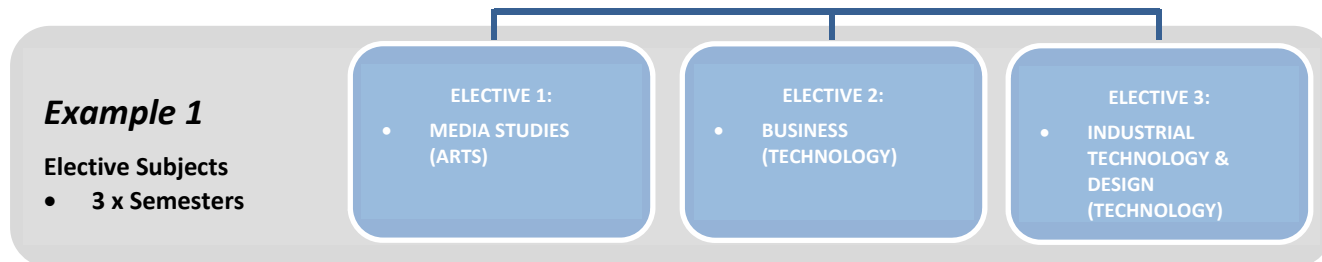 Example 1
Elective Subjects
• 3 x Semesters
ELECTIVE 1:
• MEDIA STUDIES
(ARTS)
ELECTIVE 2:
• BUSINESS
(TECHNOLOGY)
ELECTIVE 3:
• INDUSTRIAL
TECHNOLOGY &
DESIGN
(TECHNOLOGY)